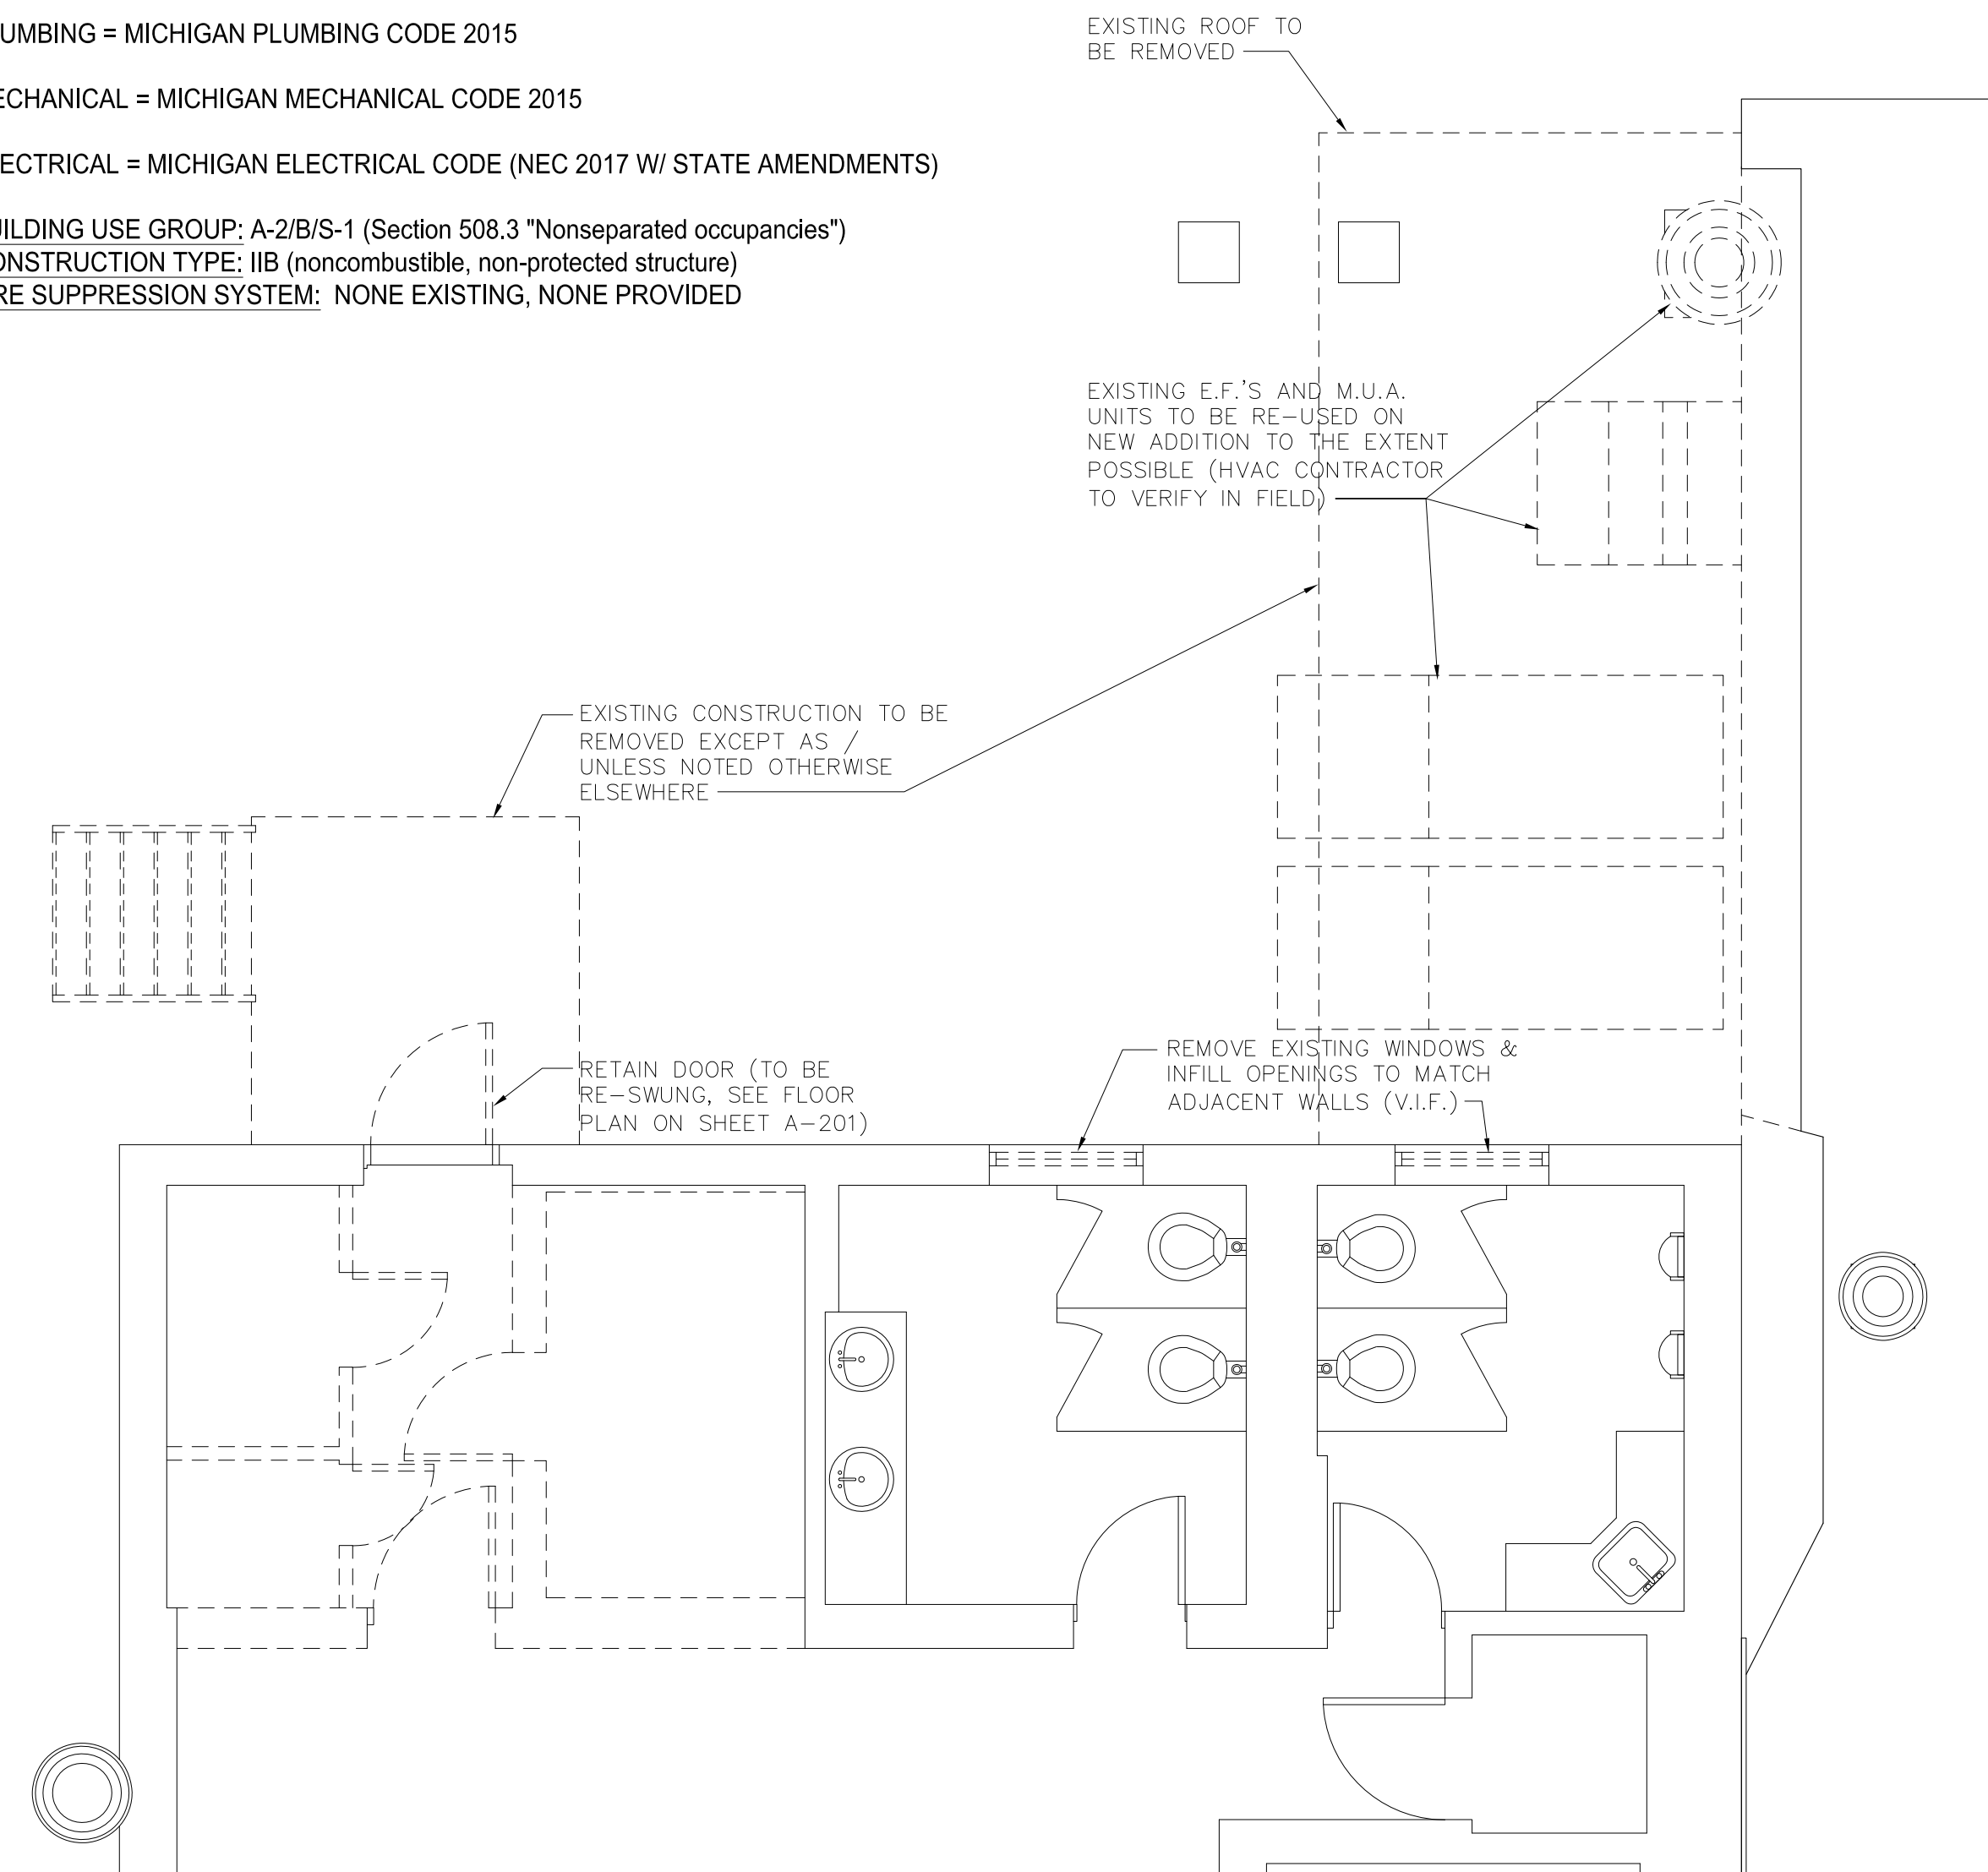 UMBING = MICHIGAN PLUMBING CODE 2015
ECHANICAL = MICHIGAN MECHANICAL CODE 2015
ECTRICAL = MICHIGAN ELECTRICAL CODE (NEC 2017 W/ STATE AMENDMENTS)
UILDING USE GROUP: A-2/B/S-1 (Section 508.3 "Nonseparated occupancies")
ONSTRUCTION TYPE: IIB (noncombustible, non-protected structure)
RE SUPPRESSION SYSTEM: NONE EXISTING, NONE PROVIDED
EXISTING ROOF TO
BE REMOVED
EXISTING E.F.'S AND M.U.A.
UNITS TO BE RE-USED ON
NEW ADDITION TO THE EXTENT
POSSIBLE (HVAC CONTRACTOR
TO VERIFY IN FIELD)
EXISTING CONSTRUCTION TO BE
REMOVED EXCEPT AS /
UNLESS NOTED OTHERWISE
ELSEWHERE
RETAIN DOOR (TO BE
RE-SWUNG, SEE FLOOR
PLAN ON SHEET A-201)
REMOVE EXISTING WINDOWS &
INFILL OPENINGS TO MATCH
ADJACENT WALLS (V.I.F.)